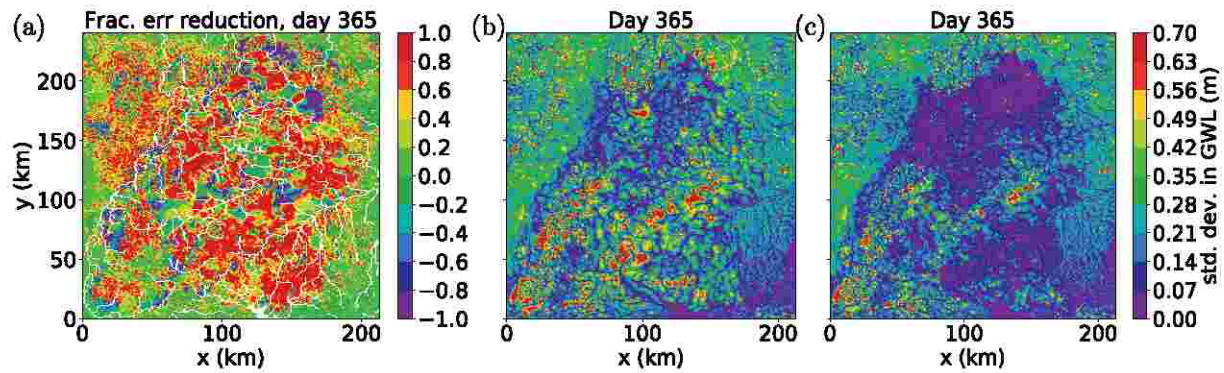 (a) Frac. err reduction, day 365
(b) Day 365
(c) Day 365
y (km)
200
150
100
50
0
0 100 200
x (km)
1.0
0.8
0.6
0.4
0.2
0.0
−0.2
−0.4
−0.6
−0.8
−1.0
0 100 200
x (km)
0 100 200
x (km)
0.70
0.63
0.56
0.49
0.42
0.35
0.28
0.21
0.14
0.07
0.00
std. dev. in GWL (m)